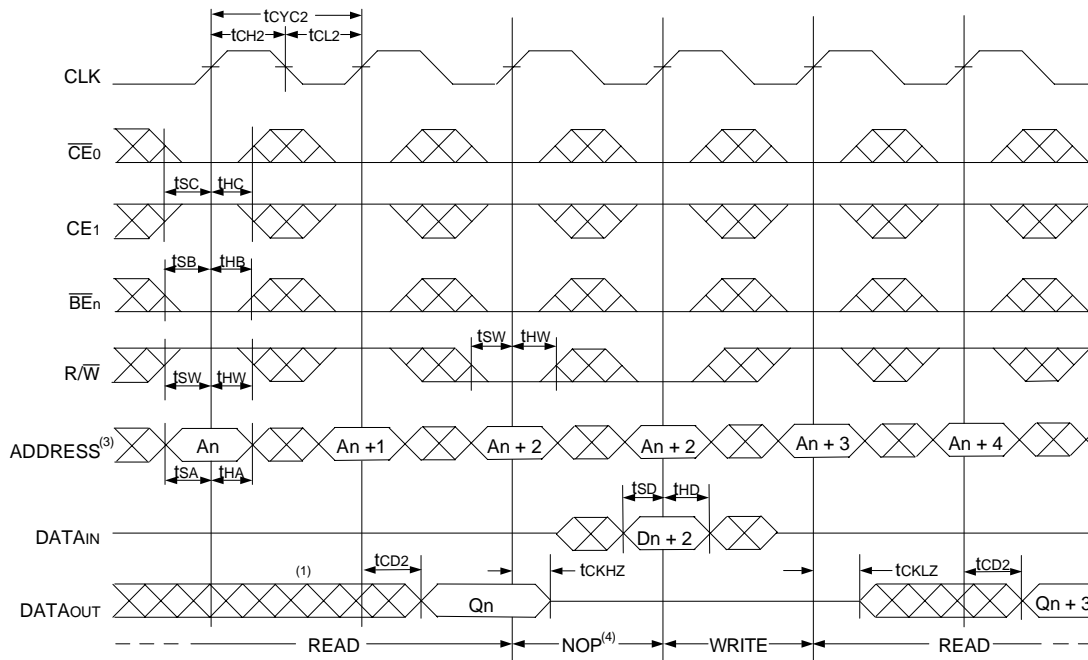 tCYC2
tCH2 tCL2
CLK
CE0
tSC tHC
CE1
tSB tHB
BEn
tSW tHW
R/W
tSW tHW
ADDRESS(3) An An +1 An + 2 An + 2 An + 3 An + 4
tSA tHA
tSD tHD
DATAIN Dn + 2
tCD2 tCKHZ tCKLZ tCD2
(1)
DATAOUT Qn Qn + 3
READ NOP(4) WRITE READ